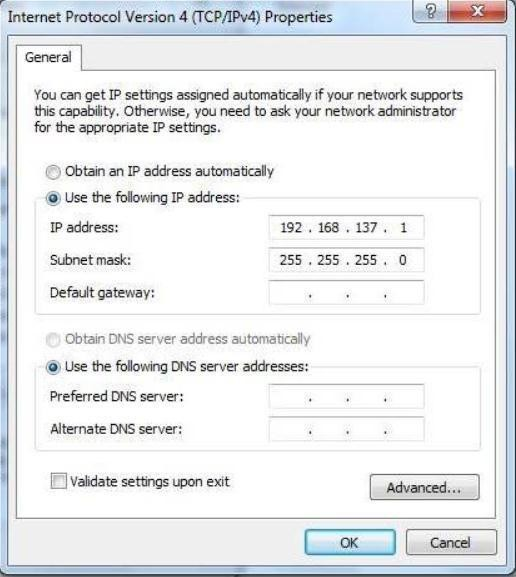 Internet Protocol Version 4 (TCP/IPv4) Properties
? X
General
You can get IP settings assigned automatically if your network supports
this capability. Otherwise, you need to ask your network administrator
for the appropriate IP settings.
Obtain an IP address automatically
Use the following IP address:
IP address: 192 . 168 . 137 . 1
Subnet mask: 255 . 255 . 255 . 0
Default gateway: . . .
Obtain DNS server address automatically
Use the following DNS server addresses:
Preferred DNS server: . . .
Alternate DNS server: . . .
Validate settings upon exit
Advanced...
OK Cancel